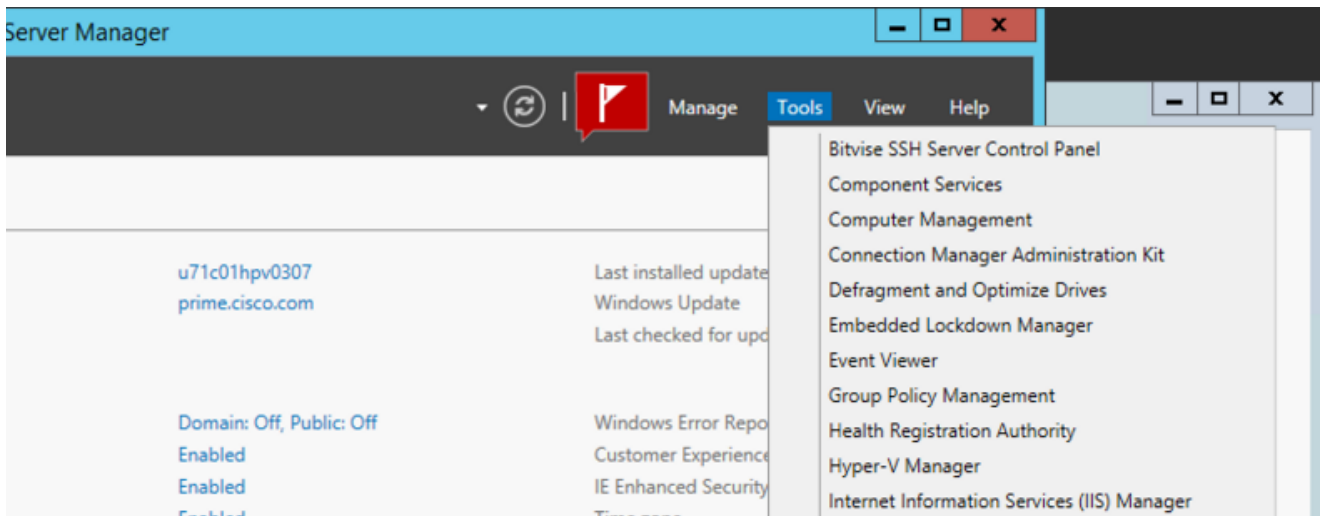 Server Manager
Manage Tools View Help
Bitvise SSH Server Control Panel
Component Services
Computer Management
Connection Manager Administration Kit
Defragment and Optimize Drives
Embedded Lockdown Manager
Event Viewer
Group Policy Management
Health Registration Authority
Hyper-V Manager
Internet Information Services (IIS) Manager
u71c01hpv0307
prime.cisco.com
Last installed update
Windows Update
Last checked for upd
Domain: Off, Public: Off
Enabled
Enabled
Windows Error Repo
Customer Experience
IE Enhanced Security